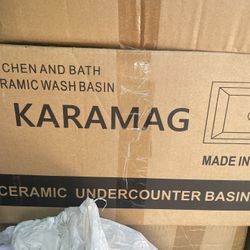 CHEN AND BATH
RAMIC WASH BASIN
KARAMAG
MADE IN
CERAMIC UNDERCOUNTER BASIN